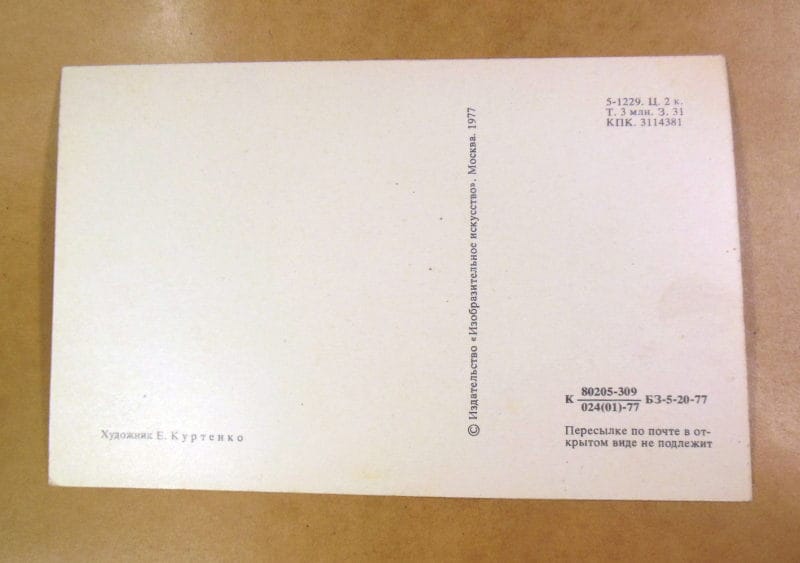 5-1229. Ц. 2 к.
Т. 3 млн. З. 31
КПК. 3114381
© Издательство «Изобразительное искусство». Москва. 1977
К 80205-309 БЗ-5-20-77
024(01)-77
Пересылке по почте в от-
крытом виде не подлежит
Художник Е. Куртенко